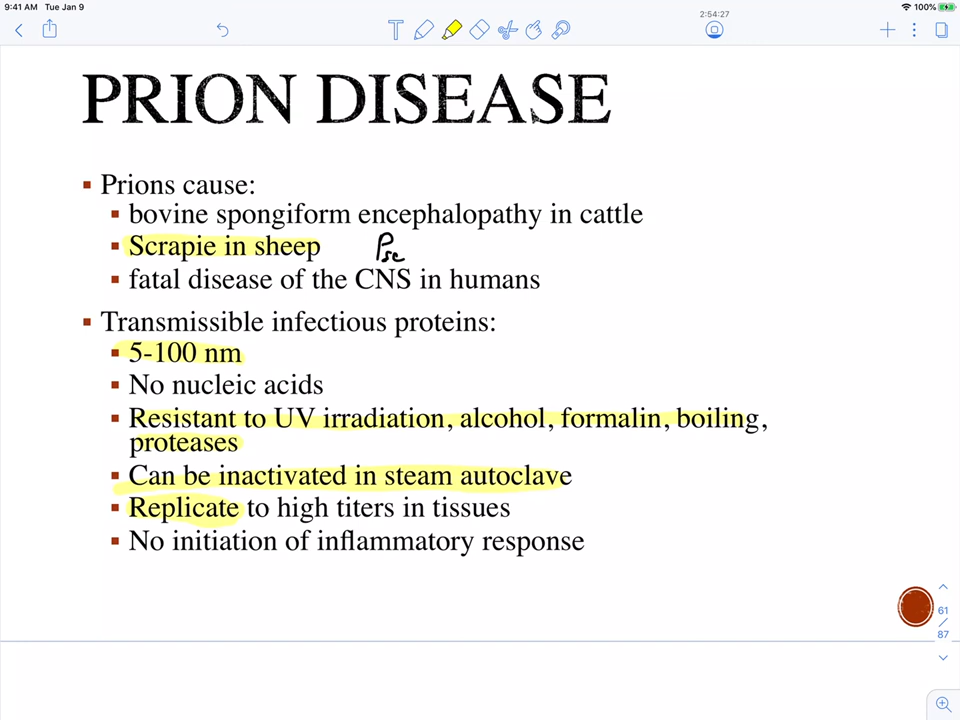 9:41 AM Tue Jan 9
100%
2:54:27
PRION DISEASE
▪ Prions cause:
▪ bovine spongiform encephalopathy in cattle
▪ Scrapie in sheep Psc
▪ fatal disease of the CNS in humans
▪ Transmissible infectious proteins:
▪ 5-100 nm
▪ No nucleic acids
▪ Resistant to UV irradiation, alcohol, formalin, boiling,
proteases
▪ Can be inactivated in steam autoclave
▪ Replicate to high titers in tissues
▪ No initiation of inflammatory response
61
/
87